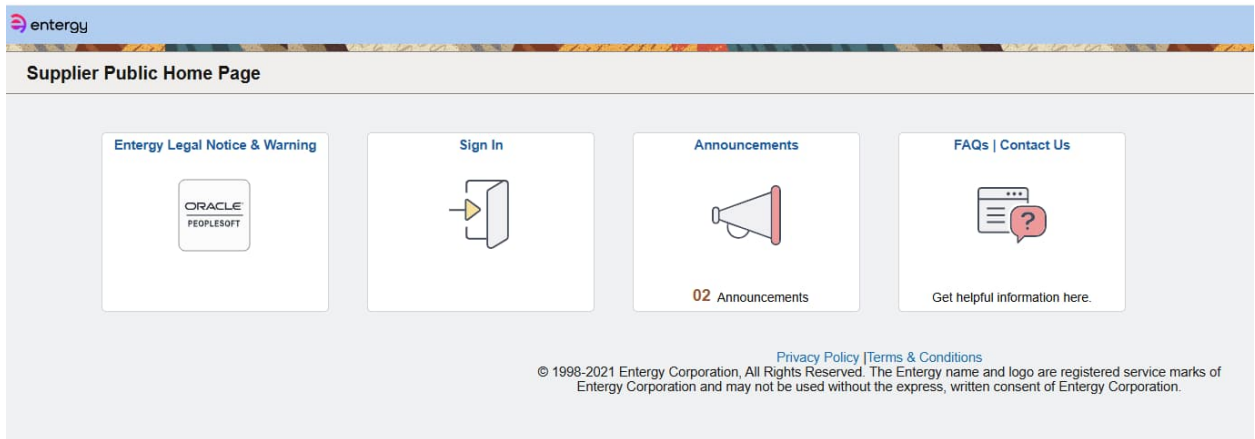 entergy
Supplier Public Home Page
Entergy Legal Notice & Warning
ORACLE
PEOPLESOFT
Sign In
Announcements
02 Announcements
FAQs | Contact Us
?
Get helpful information here.
Privacy Policy |Terms & Conditions
© 1998-2021 Entergy Corporation, All Rights Reserved. The Entergy name and logo are registered service marks of
Entergy Corporation and may not be used without the express, written consent of Entergy Corporation.